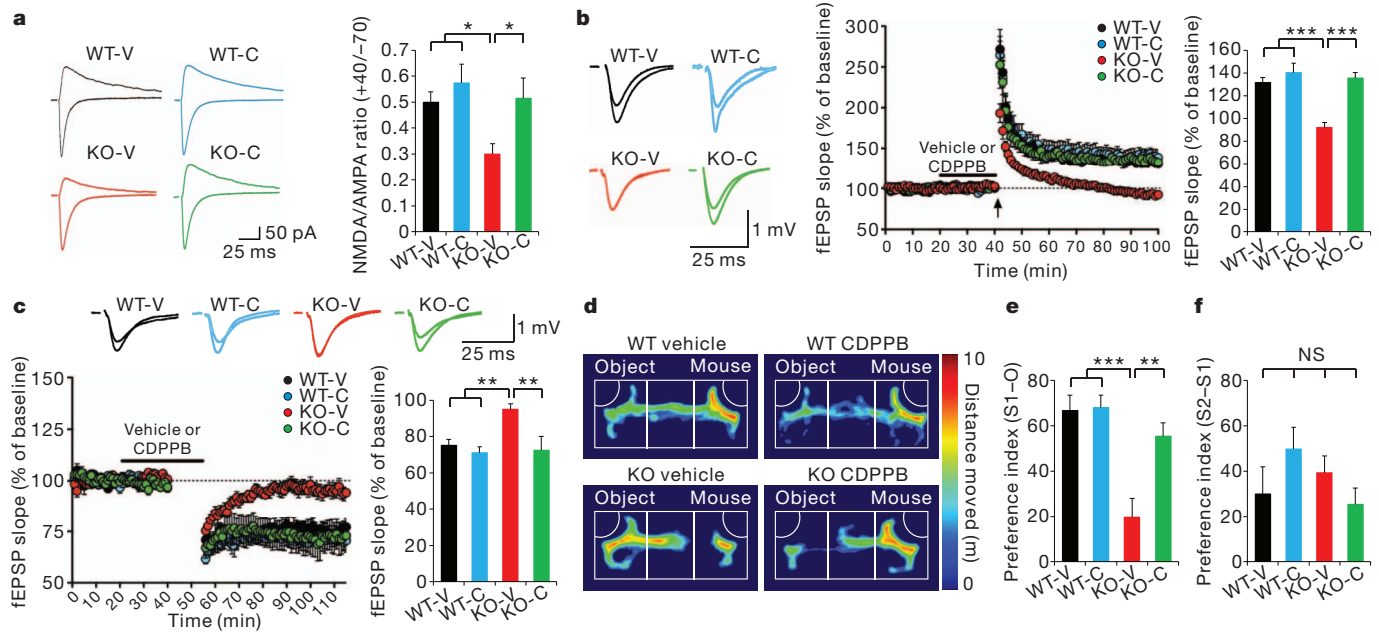 a
WT-V
WT-C
KO-V
KO-C
50 pA
25 ms
NMDA/AMPA ratio (+40/−70)
0.7
0.6
0.5
0.4
0.3
0.2
0.1
0
* *
WT-V
WT-C
KO-V
KO-C
b
WT-V
WT-C
KO-V
KO-C
1 mV
25 ms
fEPSP slope (% of baseline)
300
250
200
150
100
50
WT-V
WT-C
KO-V
KO-C
Vehicle or
CDPPB
0 10 20 30 40 50 60 70 80 90 100
Time (min)
fEPSP slope (% of baseline)
160
140
120
100
80
60
40
20
0
*** ***
WT-V
WT-C
KO-V
KO-C
c
WT-V
WT-C
KO-V
KO-C
1 mV
25 ms
fEPSP slope (% of baseline)
150
125
100
75
50
WT-V
WT-C
KO-V
KO-C
Vehicle or
CDPPB
0 10 20 30 40 50 60 70 80 90 100 110
Time (min)
fEPSP slope (% of baseline)
120
100
80
60
40
20
0
** **
WT-V
WT-C
KO-V
KO-C
d
WT vehicle
Object Mouse
WT CDPPB
Object Mouse
KO vehicle
Object Mouse
KO CDPPB
Object Mouse
10
Distance moved (m)
0
e
Preference index (S1–O)
80
60
40
20
0
*** **
WT-V
WT-C
KO-V
KO-C
f
Preference index (S2–S1)
80
60
40
20
0
NS
WT-V
WT-C
KO-V
KO-C